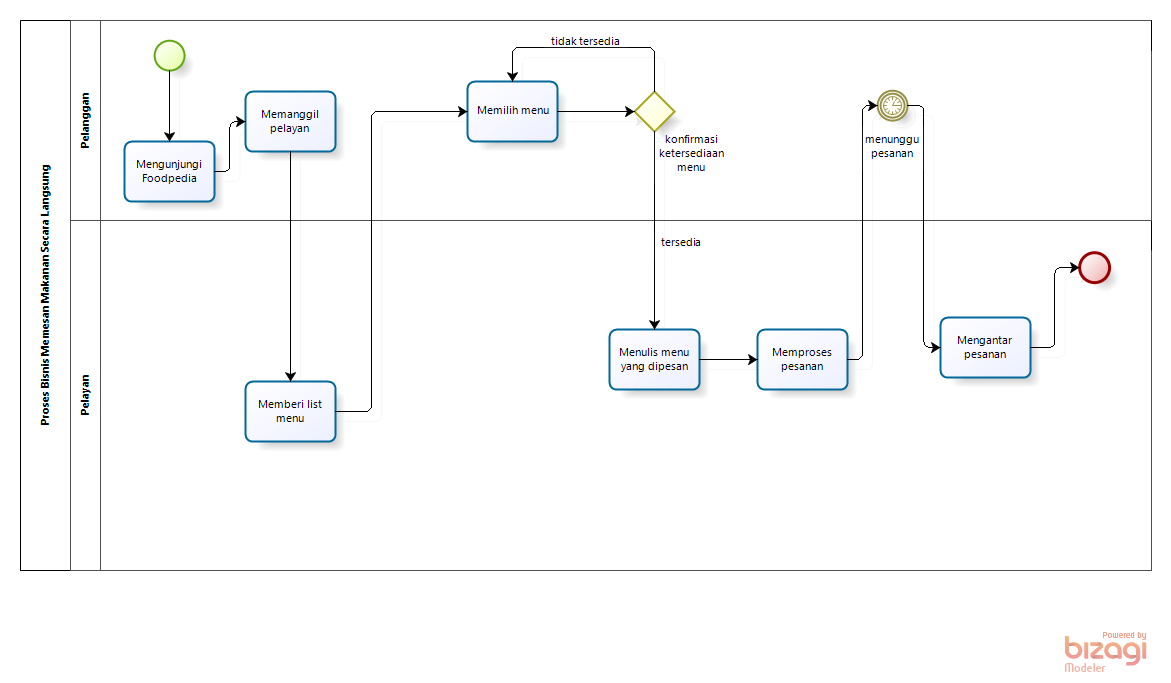 Proses Bisnis Memesan Makanan Secara Langsung
Pelanggan
Mengunjungi
Foodpedia
Memanggil
pelayan
Memilih menu
tidak tersedia
konfirmasi
ketersediaan
menu
menunggu
pesanan
Pelayan
Memberi list
menu
tersedia
Menulis menu
yang dipesan
Memproses
pesanan
Mengantar
pesanan
Powered by
bizagi
Modeler